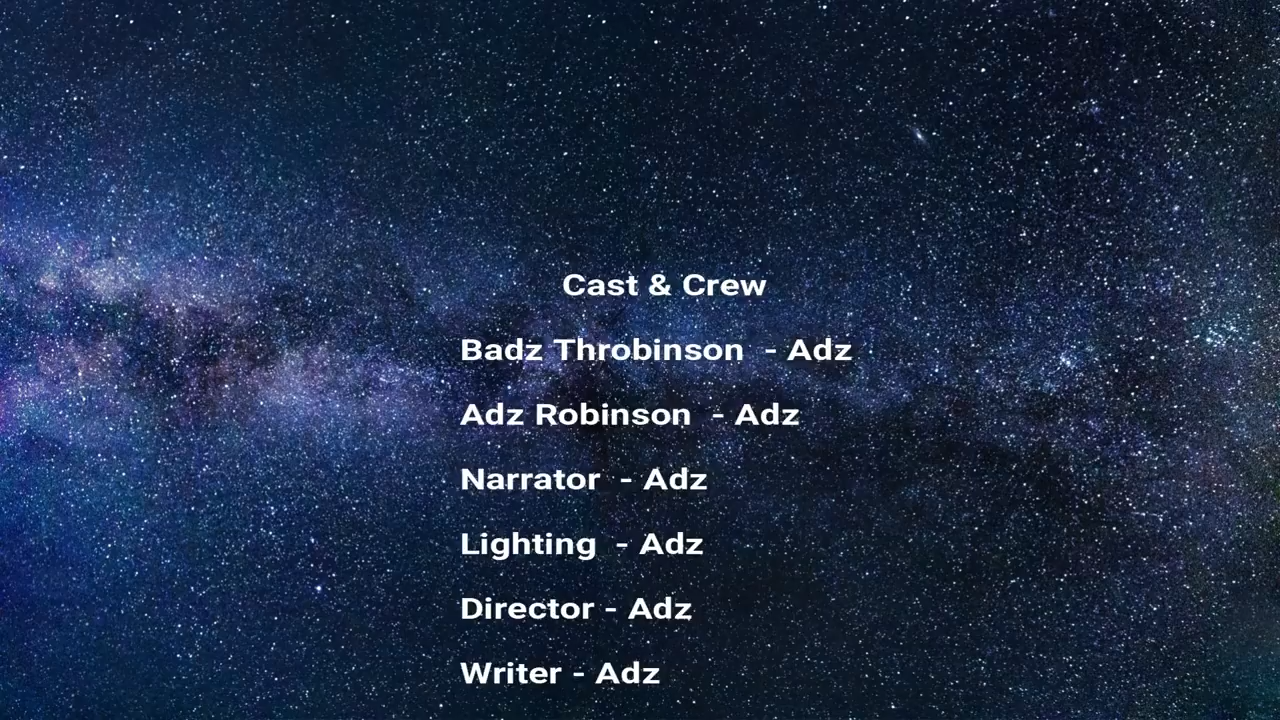 Cast & Crew
Badz Throbinson - Adz
Adz Robinson - Adz
Narrator - Adz
Lighting - Adz
Director - Adz
Writer - Adz